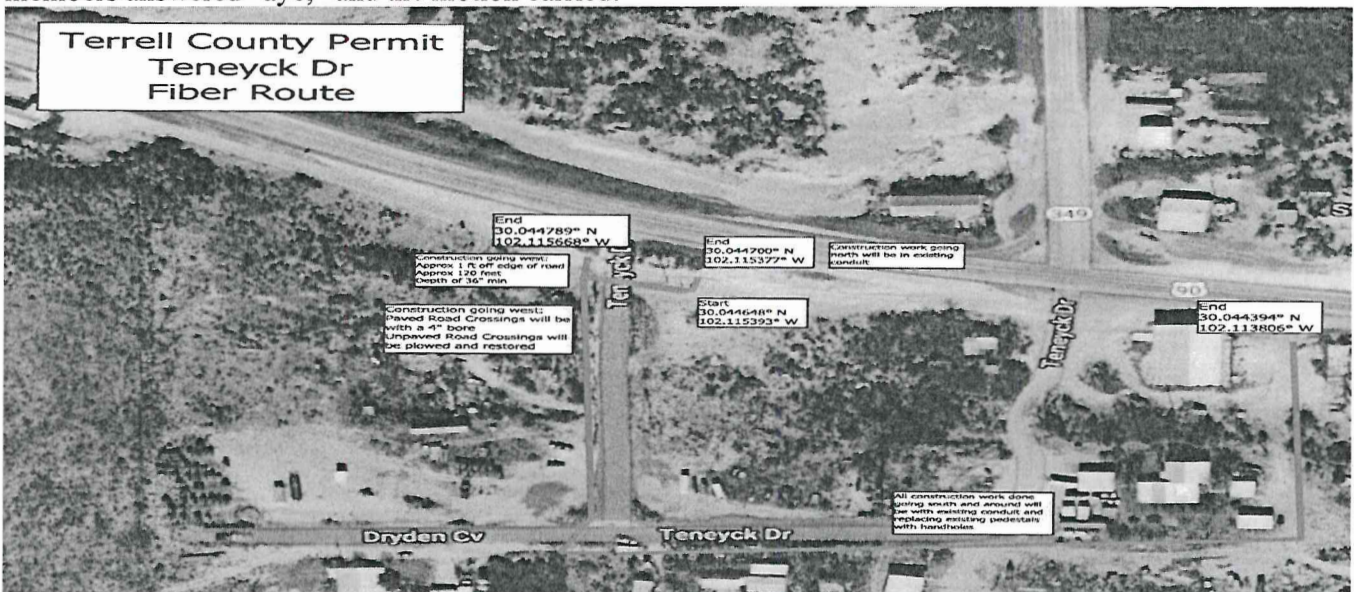 Terrell County Permit
Teneyck Dr
Fiber Route
349
End
30.044789° N
102.115668° W
End
30.044700° N
102.115377° W
Construction work going
north will be in existing
conduit
Construction going west:
Approx 1 ft off edge of road
Approx 120 feet
Depth of 36" min
90
Start
30.044648° N
102.115393° W
End
30.044394° N
102.113806° W
Construction going west:
Paved Road Crossings will be
with a 4" bore
Unpaved Road Crossings will
be plowed and restored
Teneyck Dr
All construction work done
going south and around will
be with existing conduit and
replacing existing pedestals
with handholes
Dryden Cv
Teneyck Dr